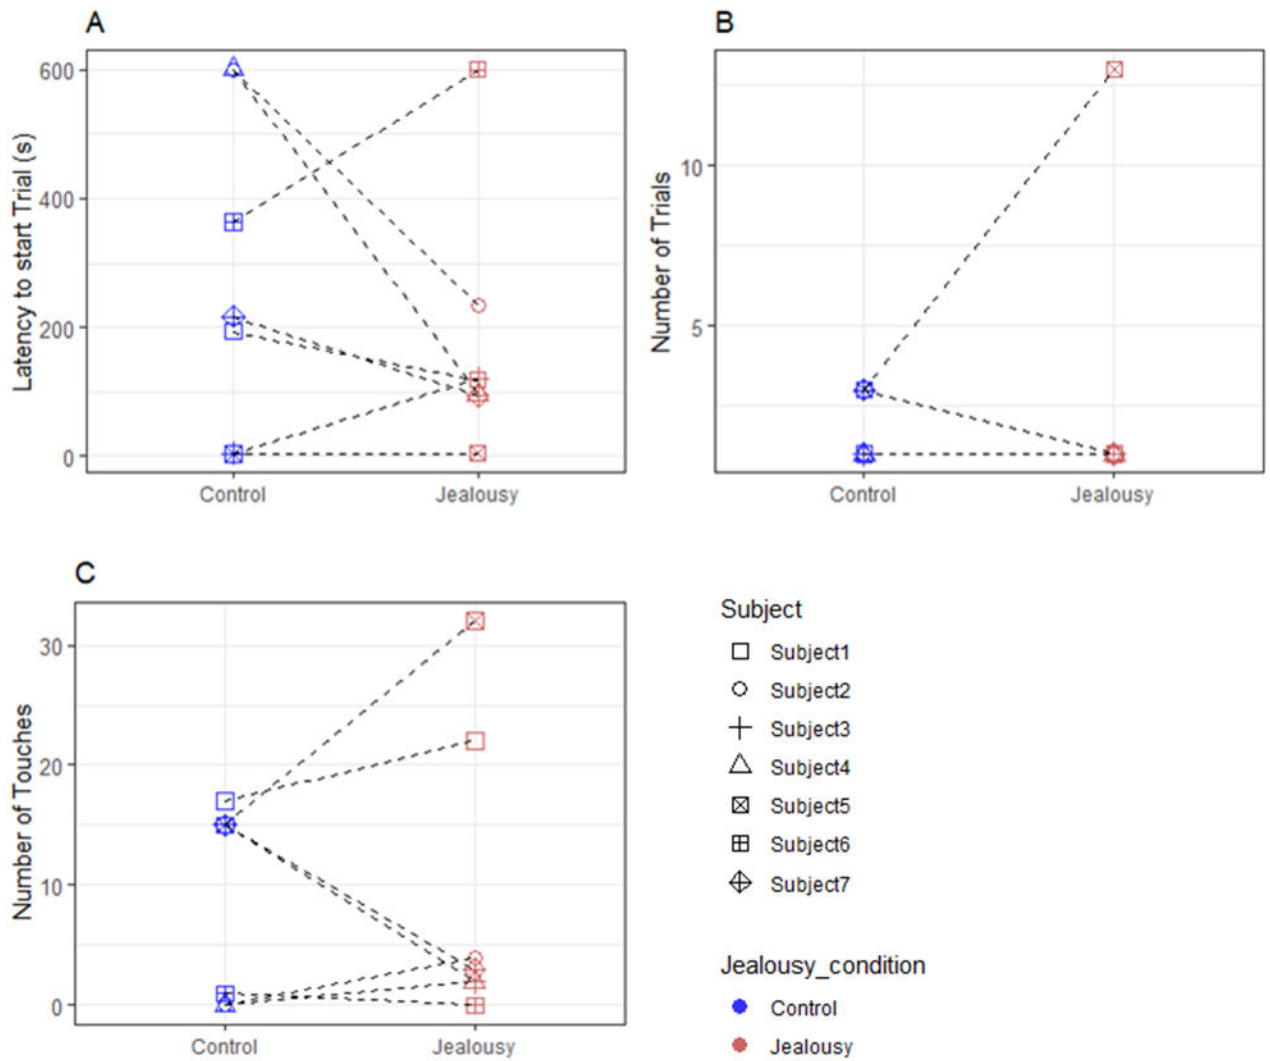 A
Latency to start Trial (s)
600
400
200
0
Control
Jealousy
B
Number of Trials
10
5
Control
Jealousy
C
Number of Touches
30
20
10
0
Control
Jealousy
Subject
Subject1
Subject2
Subject3
Subject4
Subject5
Subject6
Subject7
Jealousy_condition
Control
Jealousy